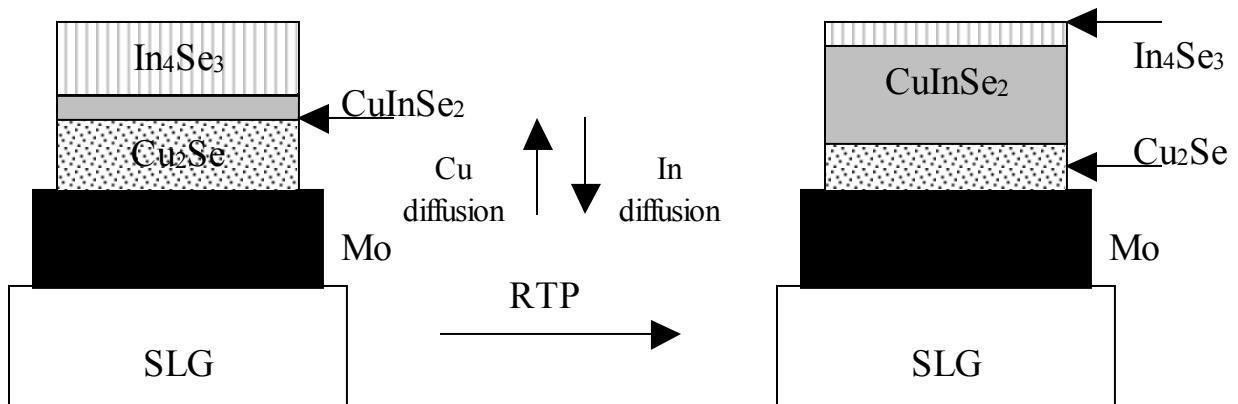 In₄Se₃
CuInSe₂
Cu₂Se
Cu
diffusion
In
diffusion
Mo
RTP
SLG
In₄Se₃
CuInSe₂
Cu₂Se
Mo
SLG